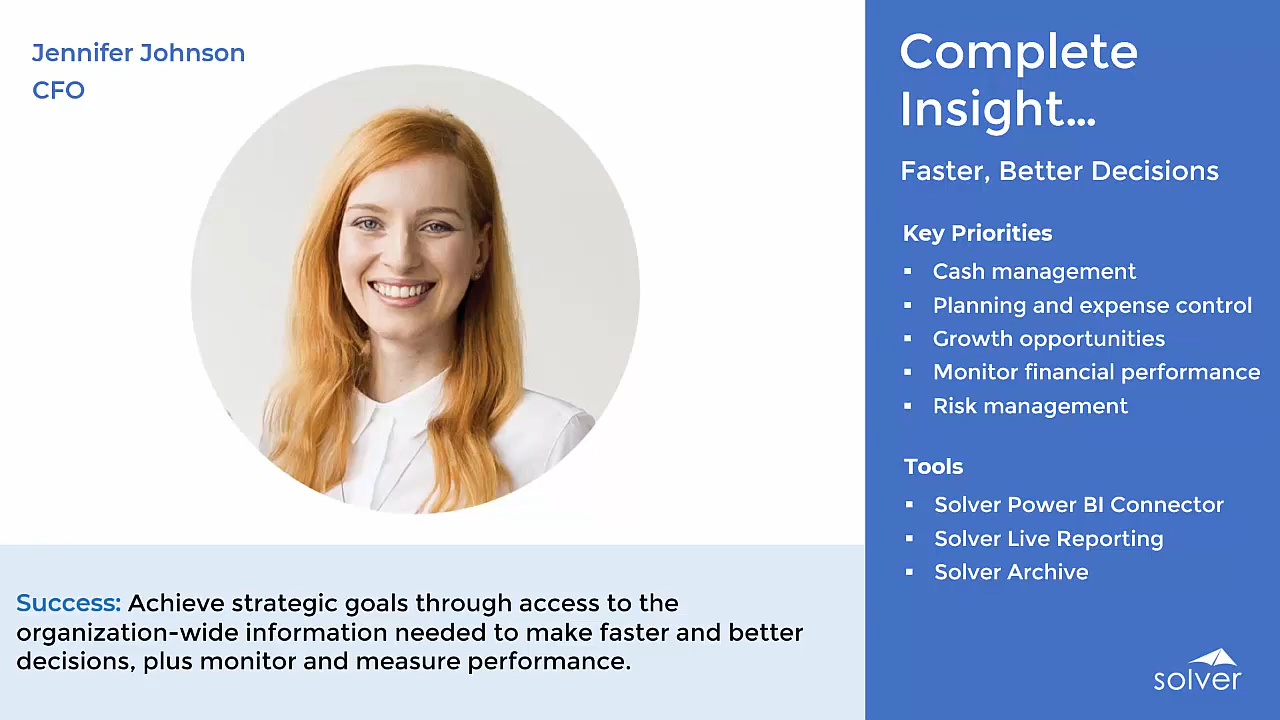 Jennifer Johnson
CFO
Success: Achieve strategic goals through access to the
organization-wide information needed to make faster and better
decisions, plus monitor and measure performance.
Complete
Insight...
Faster, Better Decisions
Key Priorities
▪ Cash management
▪ Planning and expense control
▪ Growth opportunities
▪ Monitor financial performance
▪ Risk management
Tools
▪ Solver Power BI Connector
▪ Solver Live Reporting
▪ Solver Archive
solver